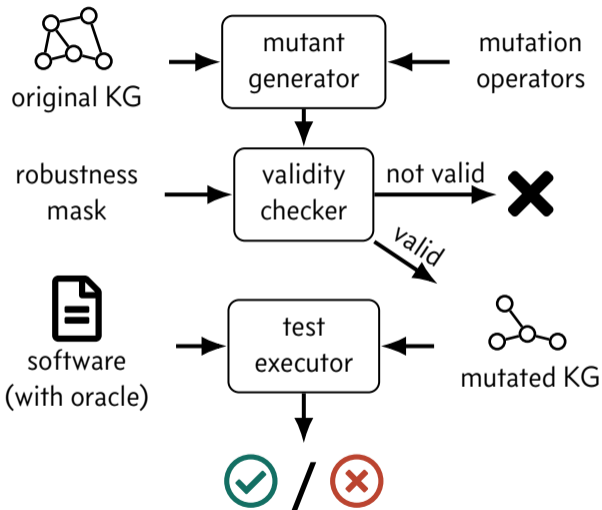 original KG
mutant
generator
mutation
operators
robustness
mask
validity
checker
not valid
valid
software
(with oracle)
test
executor
mutated KG
/